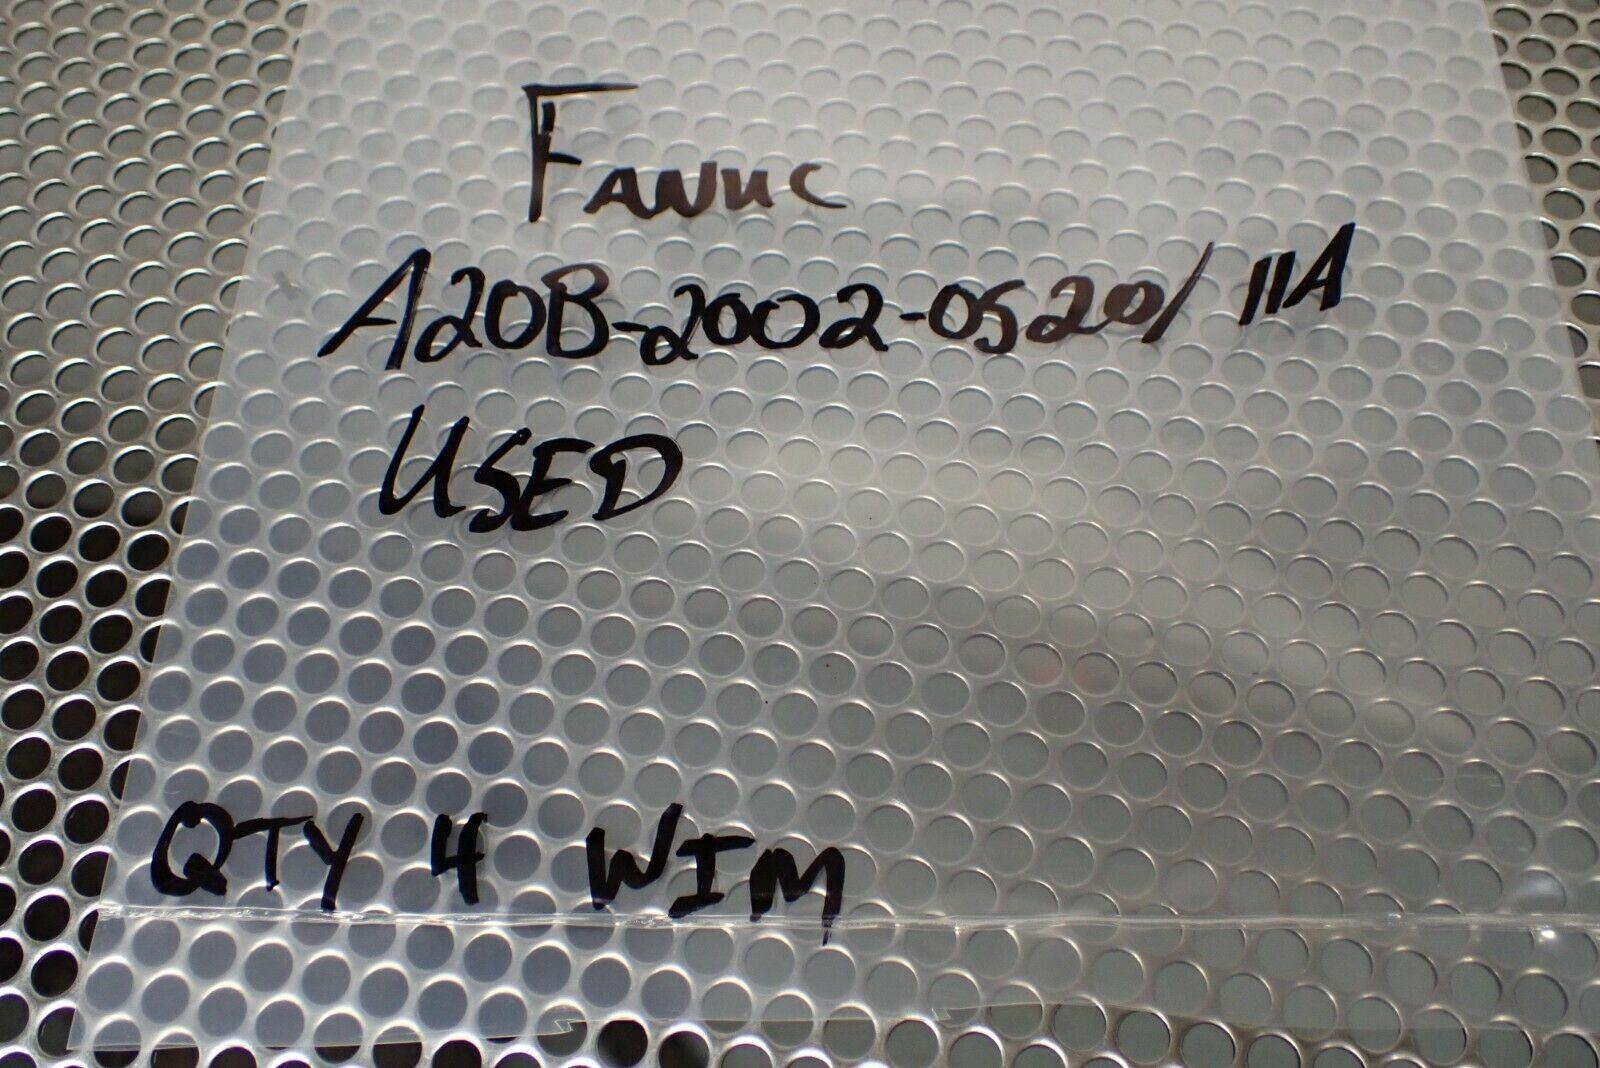 FANUC
A20B-2002-0520/11A
USED
QTY 4 WIM